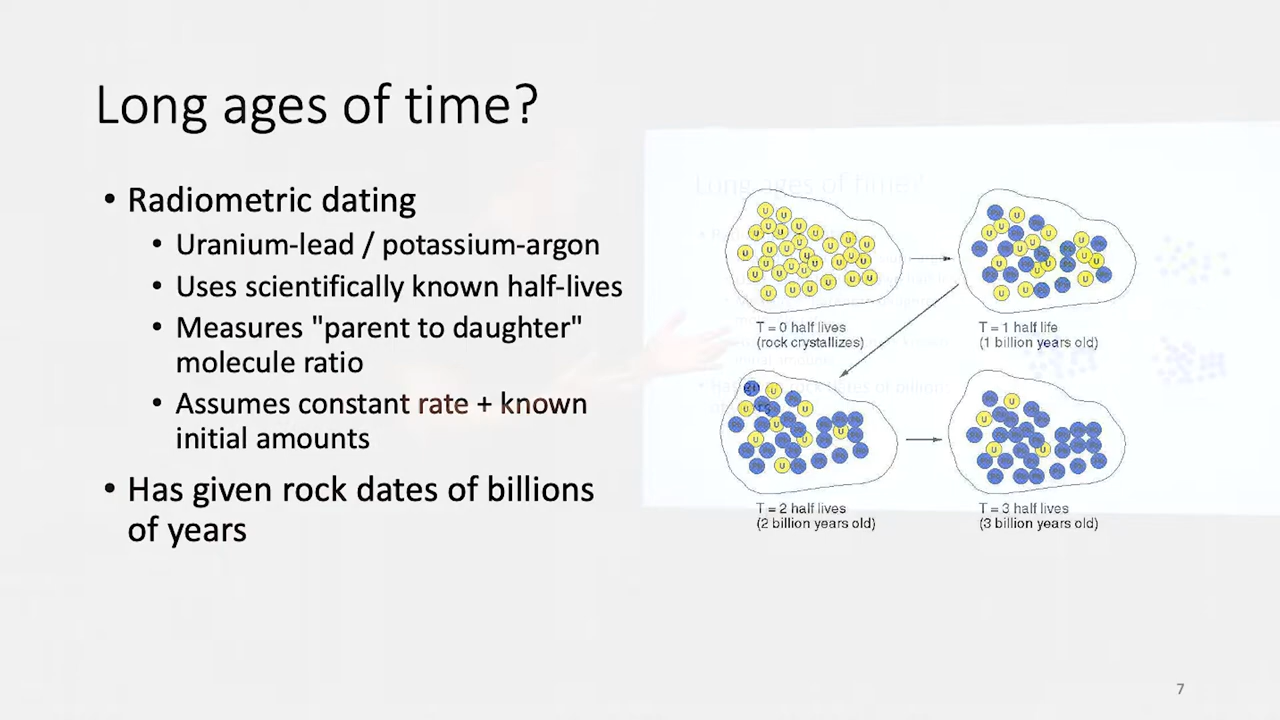 Long ages of time?
• Radiometric dating
• Uranium-lead / potassium-argon
• Uses scientifically known half-lives
• Measures "parent to daughter"
molecule ratio
• Assumes constant rate + known
initial amounts
• Has given rock dates of billions
of years
T = 0 half lives
(rock crystallizes)
T = 1 half life
(1 billion years old)
T = 2 half lives
(2 billion years old)
T = 3 half lives
(3 billion years old)
7